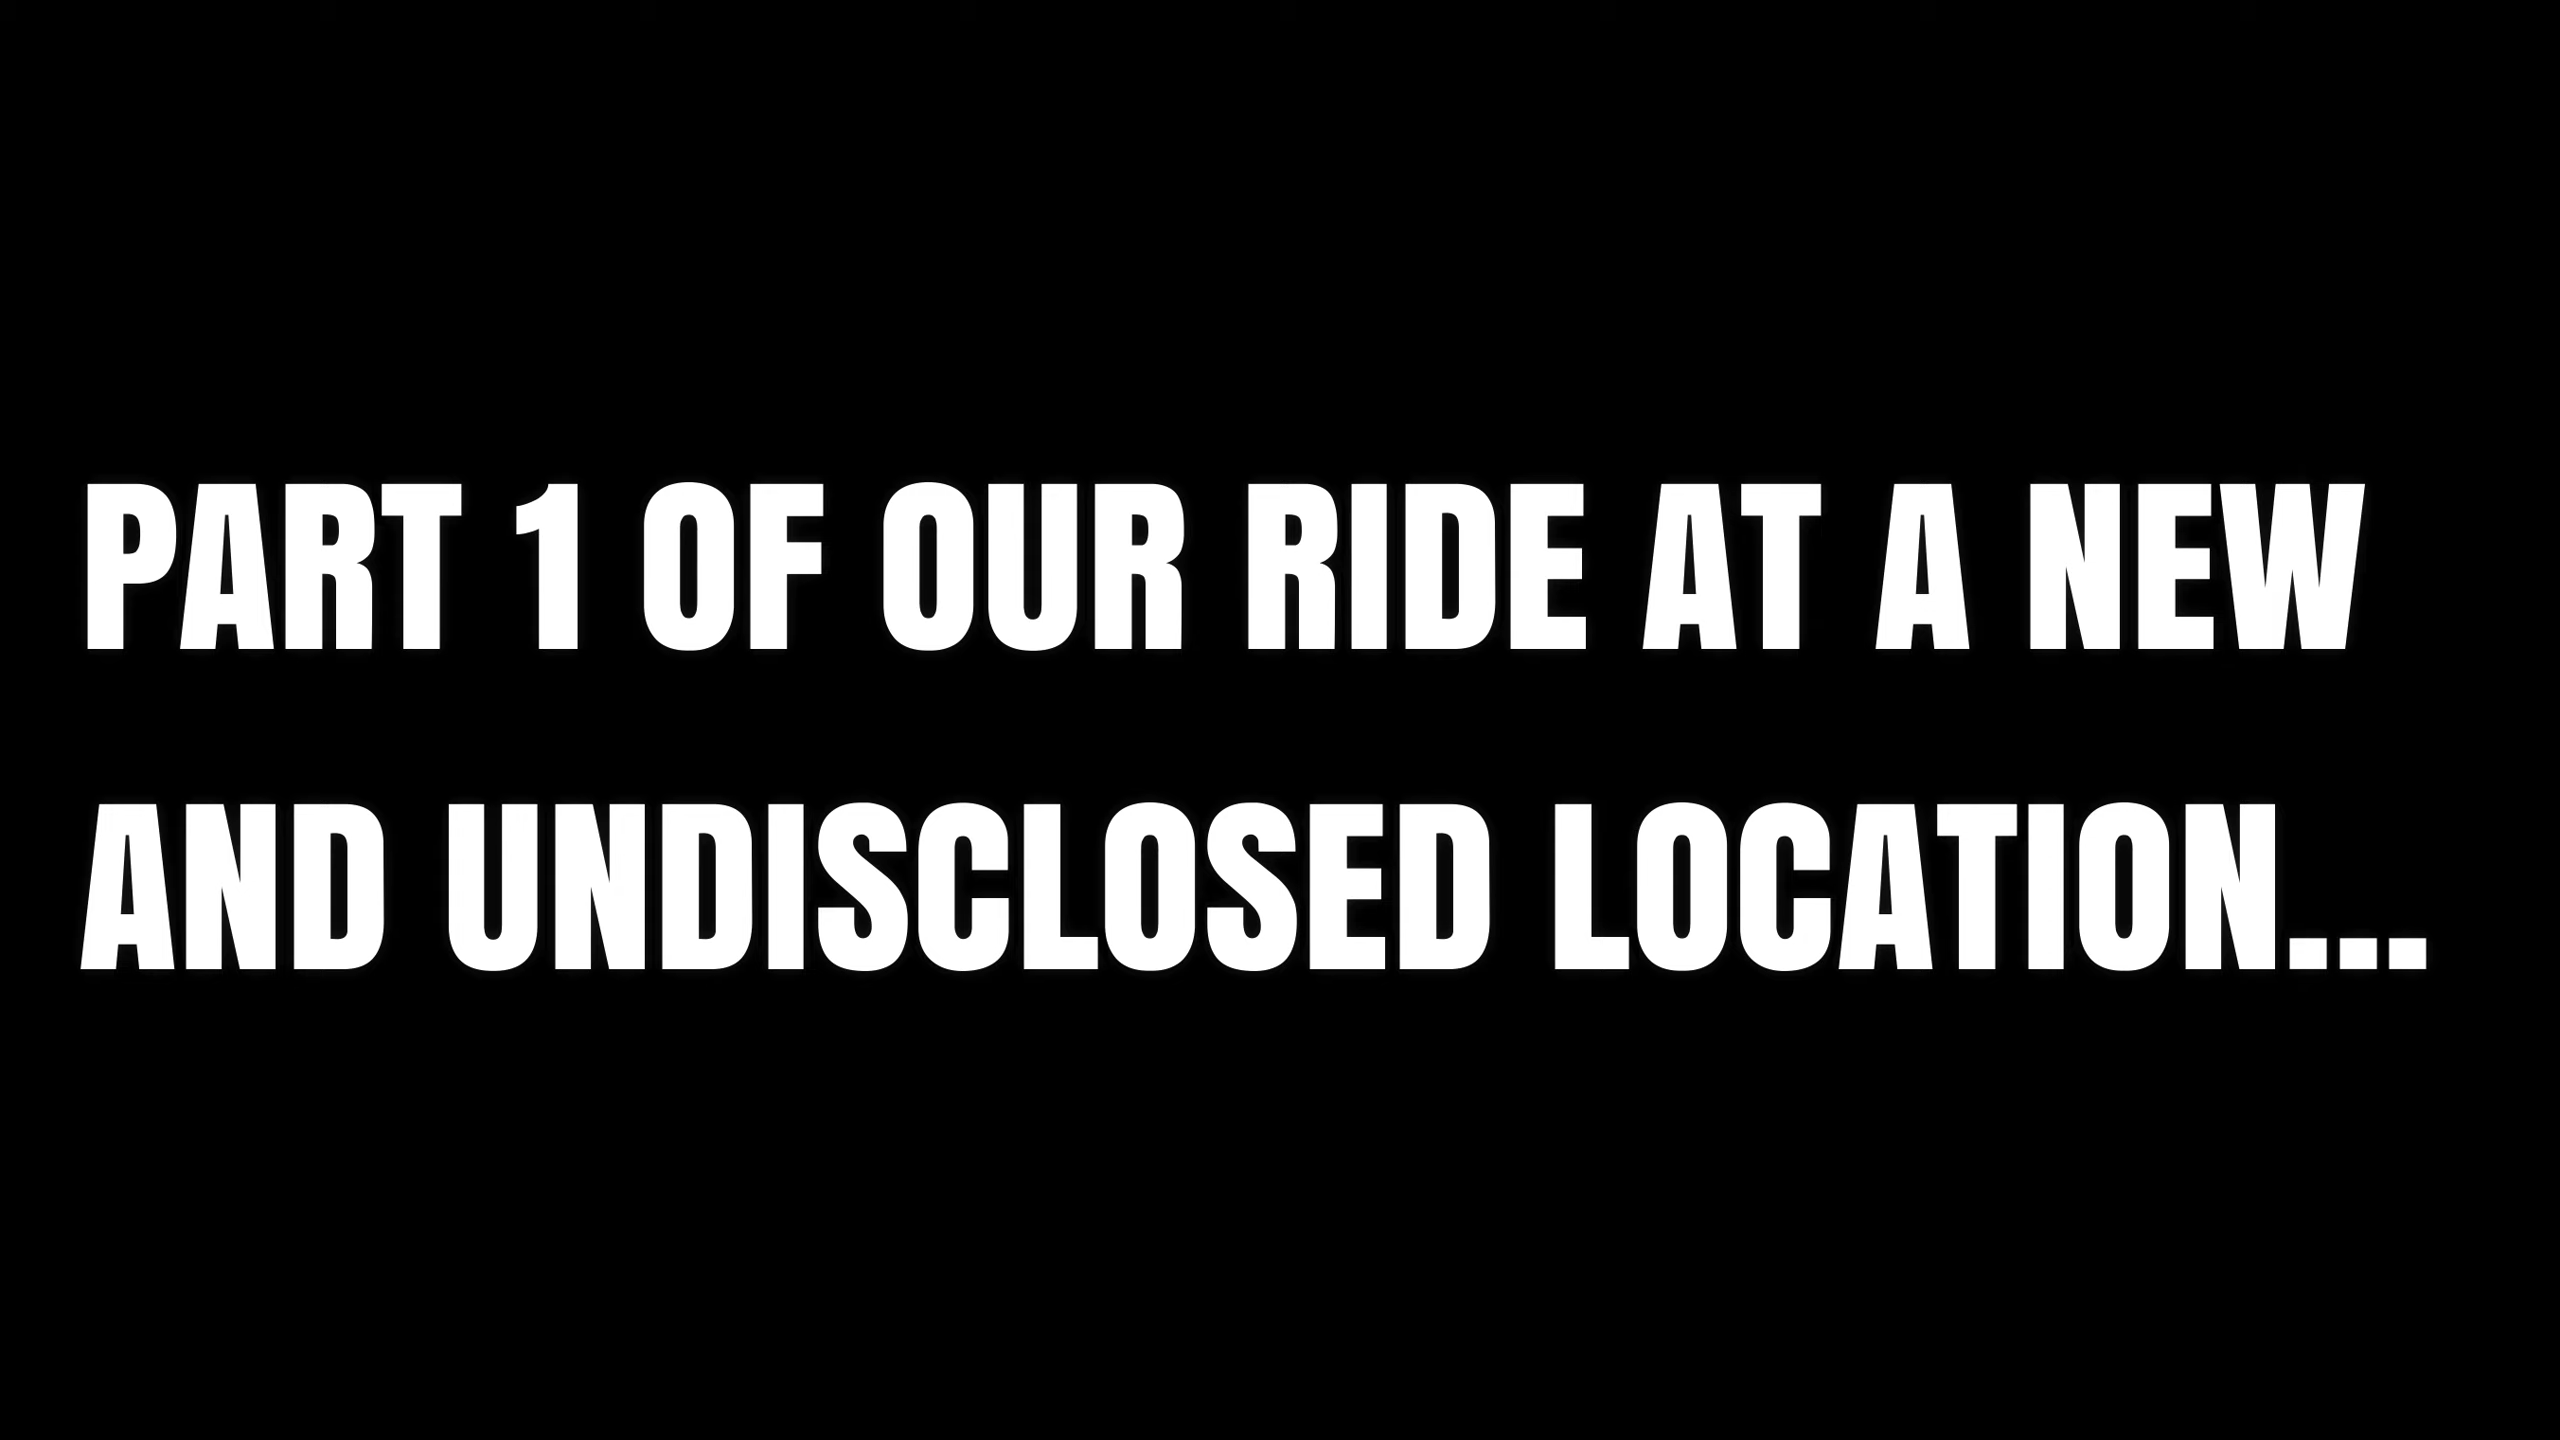 PART 1 OF OUR RIDE AT A NEW
AND UNDISCLOSED LOCATION...